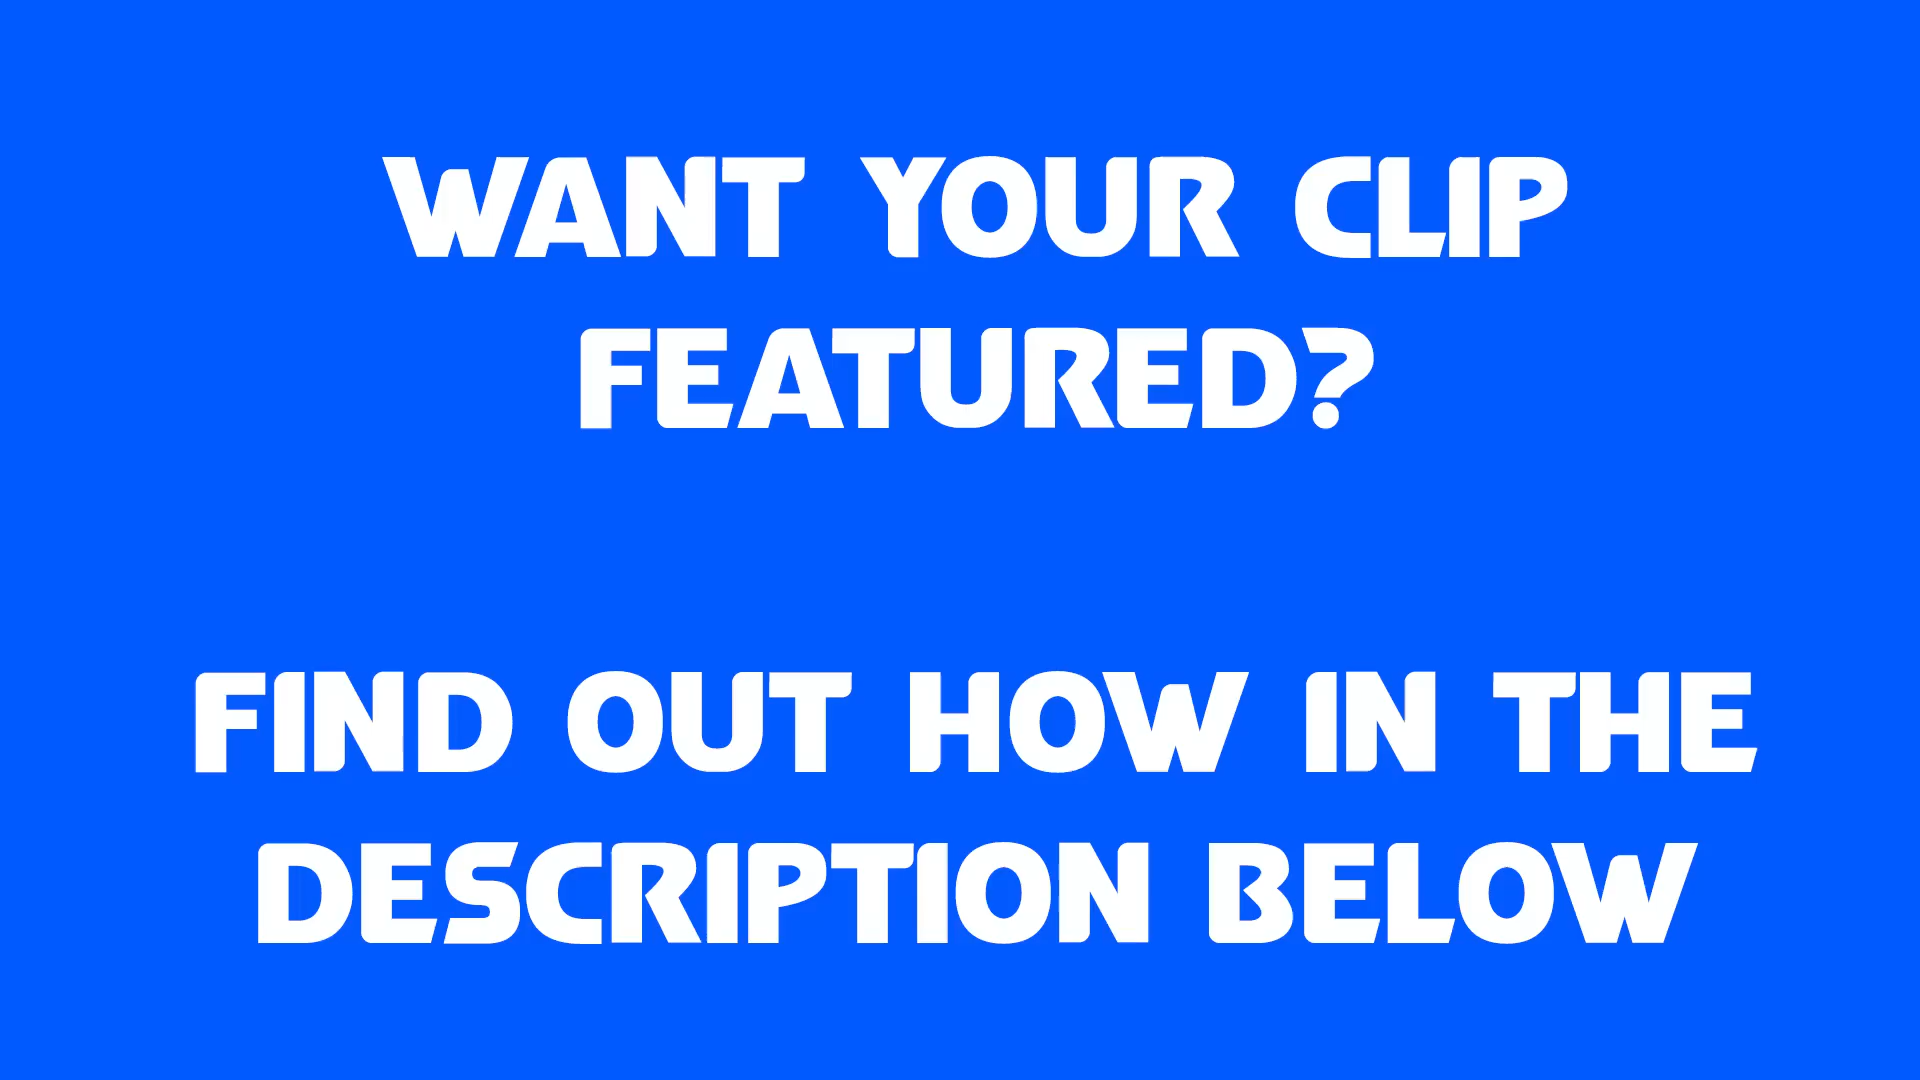 WANT YOUR CLIP
FEATURED?
FIND OUT HOW IN THE
DESCRIPTION BELOW